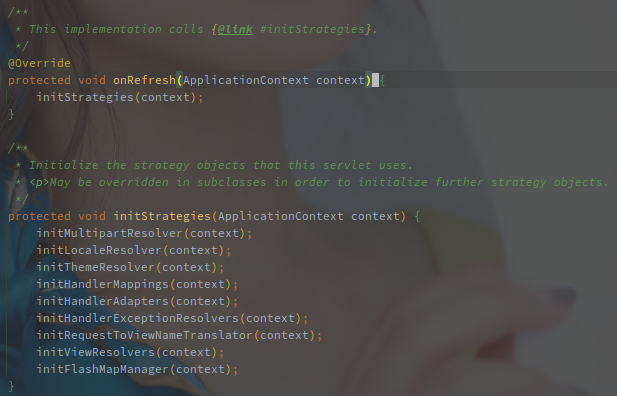 /**
 * This implementation calls {@link #initStrategies}.
 */
@Override
protected void onRefresh(ApplicationContext context) {
    initStrategies(context);
}

/**
 * Initialize the strategy objects that this servlet uses.
 * <p>May be overridden in subclasses in order to initialize further strategy objects.
 */
protected void initStrategies(ApplicationContext context) {
    initMultipartResolver(context);
    initLocaleResolver(context);
    initThemeResolver(context);
    initHandlerMappings(context);
    initHandlerAdapters(context);
    initHandlerExceptionResolvers(context);
    initRequestToViewNameTranslator(context);
    initViewResolvers(context);
    initFlashMapManager(context);
}